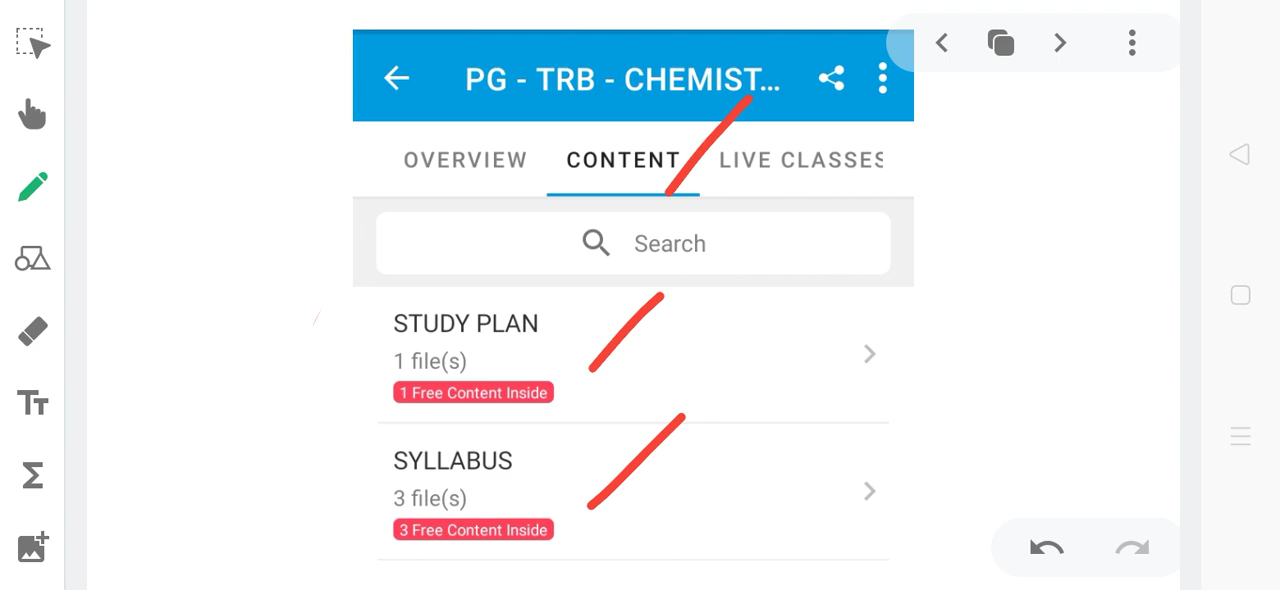 PG - TRB - CHEMIST...
OVERVIEW CONTENT LIVE CLASSES
Search
STUDY PLAN
1 file(s)
1 Free Content Inside
SYLLABUS
3 file(s)
3 Free Content Inside